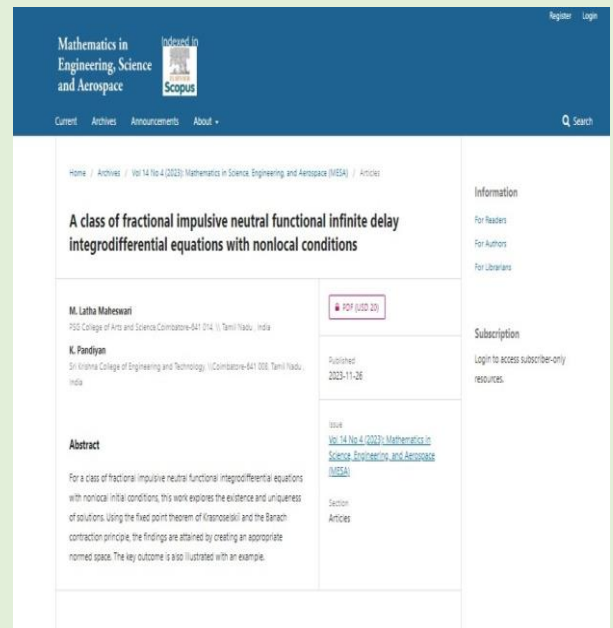 Register Login
Mathematics in
Engineering, Science
and Aerospace
Indexed in
ELSEVIER
Scopus
Current Archives Announcements About
Search
Home / Archives / Vol 14 No 4 (2023): Mathematics in Science, Engineering, and Aerospace (MESA) / Articles
A class of fractional impulsive neutral functional infinite delay
integrodifferential equations with nonlocal conditions
M. Latha Maheswari
PSG College of Arts and Science,Coimbatore-641 014, \\ Tamil Nadu , India
K. Pandiyan
Sri Krishna College of Engineering and Technology, \\Coimbatore-641 008, Tamil Nadu ,
India
Abstract
For a class of fractional impulsive neutral functional integrodifferential equations
with nonlocal initial conditions, this work explores the existence and uniqueness
of solutions. Using the fixed point theorem of Krasnoselskii and the Banach
contraction principle, the findings are attained by creating an appropriate
normed space. The key outcome is also illustrated with an example.
PDF (USD 20)
Published
2023-11-26
Issue
Vol 14 No 4 (2023): Mathematics in
Science, Engineering, and Aerospace
(MESA)
Section
Articles
Information
For Readers
For Authors
For Librarians
Subscription
Login to access subscriber-only
resources.